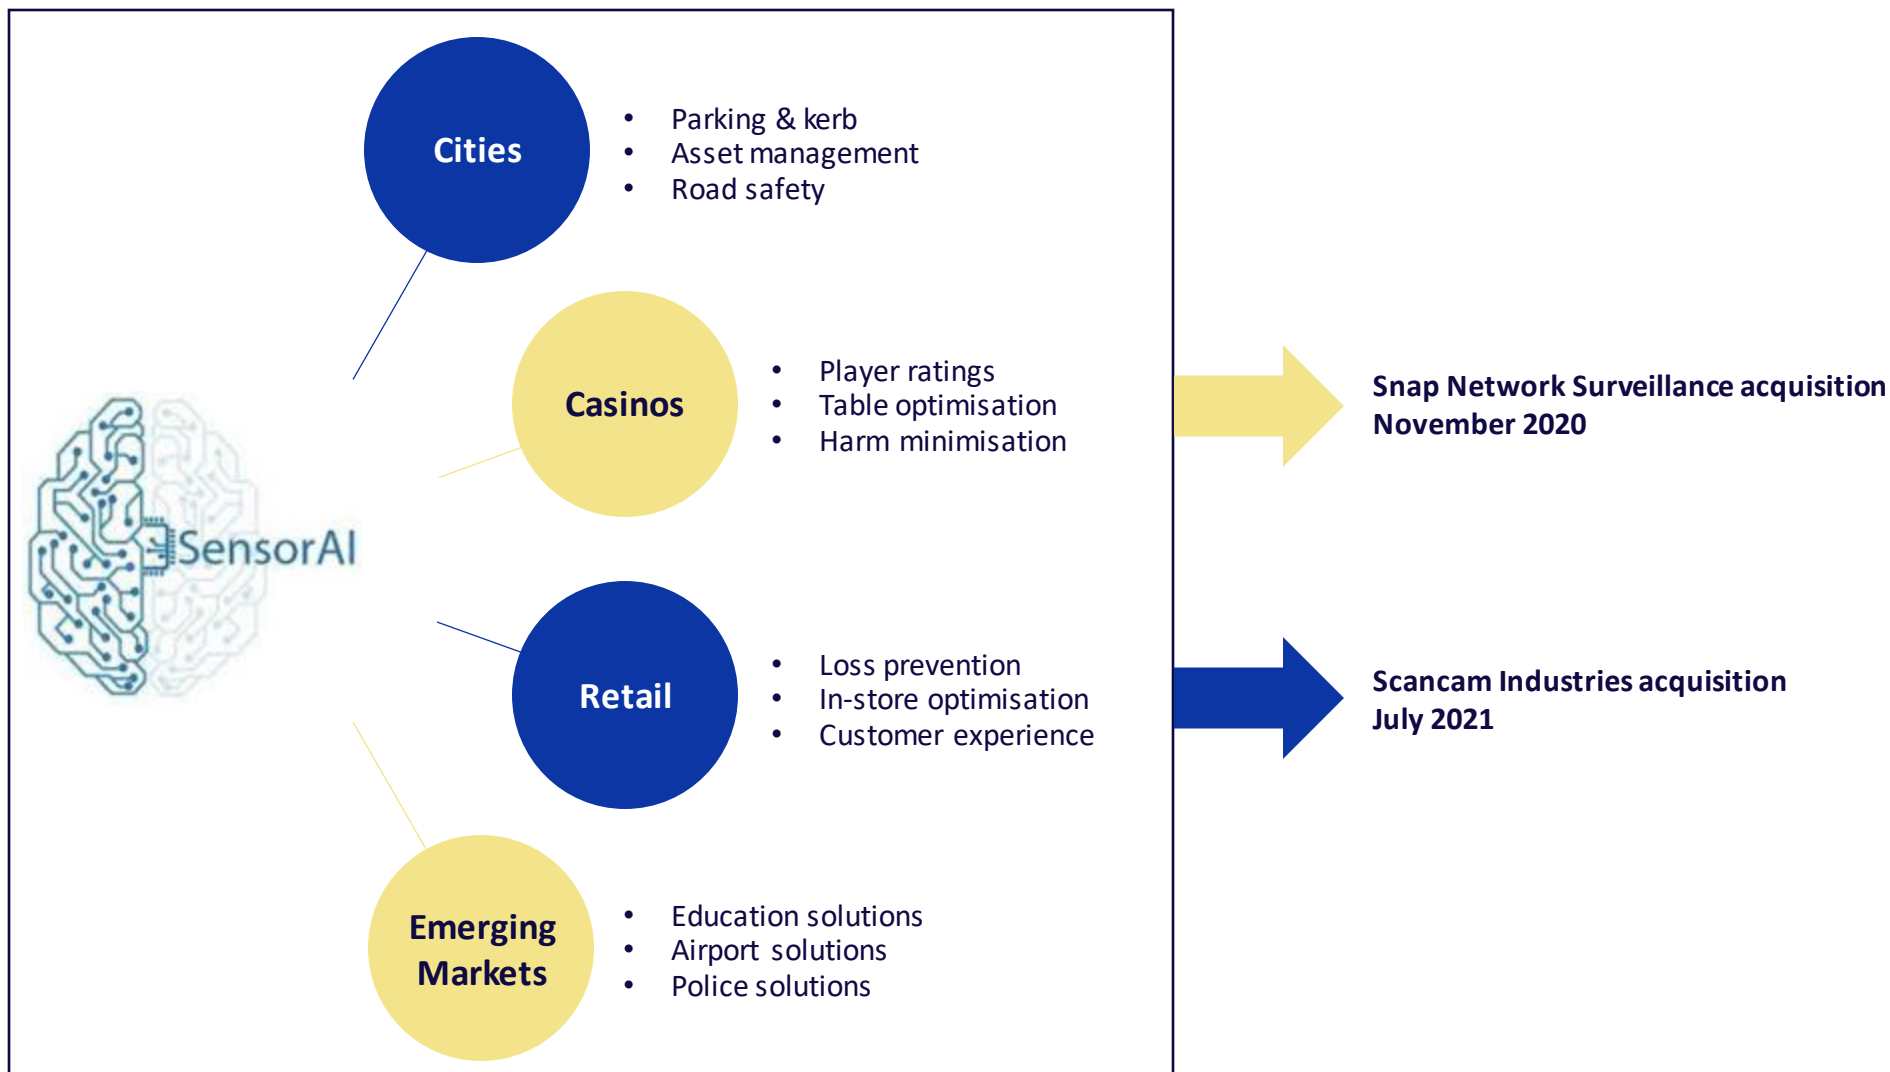 Cities
• Parking & kerb
• Asset management
• Road safety
Casinos
• Player ratings
• Table optimisation
• Harm minimisation
Snap Network Surveillance acquisition
November 2020
SensorAI
Retail
• Loss prevention
• In-store optimisation
• Customer experience
Scancam Industries acquisition
July 2021
Emerging
Markets
• Education solutions
• Airport solutions
• Police solutions